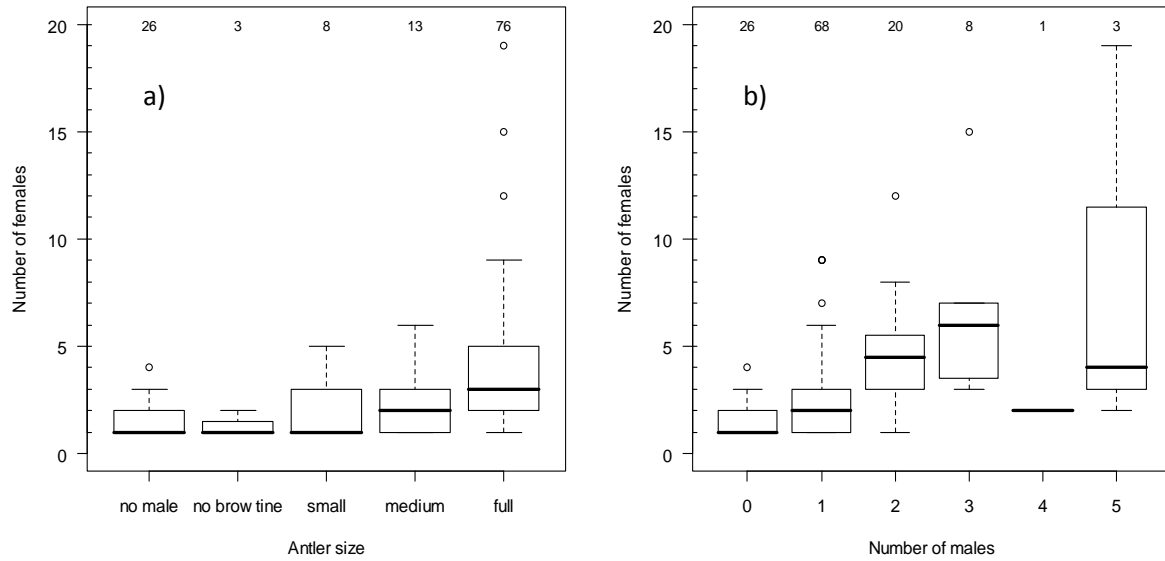 26 3 8 13 76
a)
20
15
10
5
0
Number of females
no male no brow tine small medium full
Antler size
26 68 20 8 1 3
b)
20
15
10
5
0
Number of females
0 1 2 3 4 5
Number of males